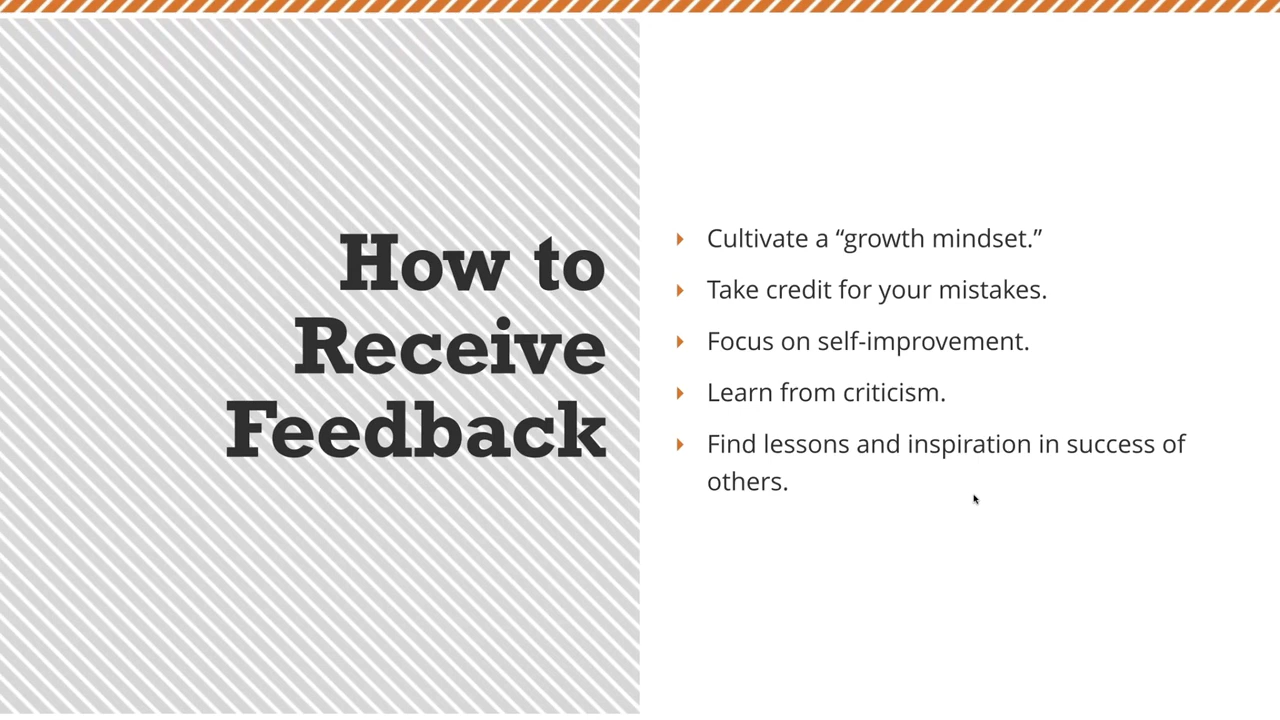 How to
Receive
Feedback
Cultivate a “growth mindset.”
Take credit for your mistakes.
Focus on self-improvement.
Learn from criticism.
Find lessons and inspiration in success of
others.